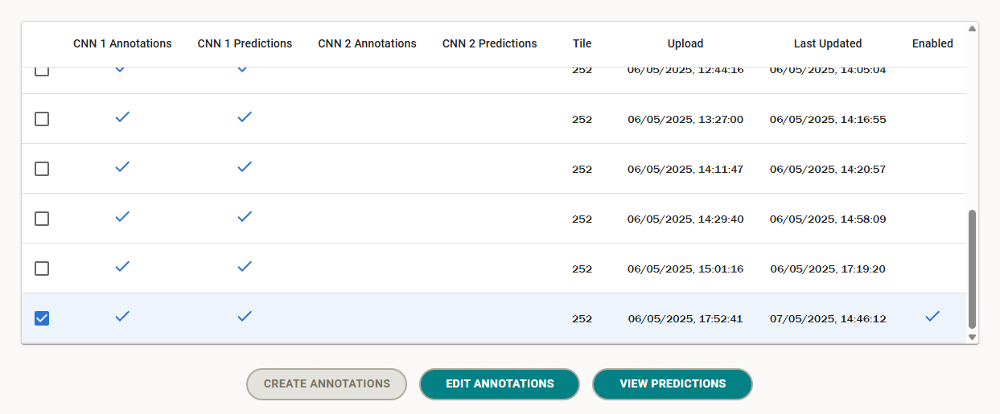 CNN 1 Annotations CNN 1 Predictions CNN 2 Annotations CNN 2 Predictions Tile Upload Last Updated Enabled
252 06/05/2025, 12:44:16 06/05/2025, 14:05:04
252 06/05/2025, 13:27:00 06/05/2025, 14:16:55
252 06/05/2025, 14:11:47 06/05/2025, 14:20:57
252 06/05/2025, 14:29:40 06/05/2025, 14:58:09
252 06/05/2025, 15:01:16 06/05/2025, 17:19:20
252 06/05/2025, 17:52:41 07/05/2025, 14:46:12
CREATE ANNOTATIONS EDIT ANNOTATIONS VIEW PREDICTIONS